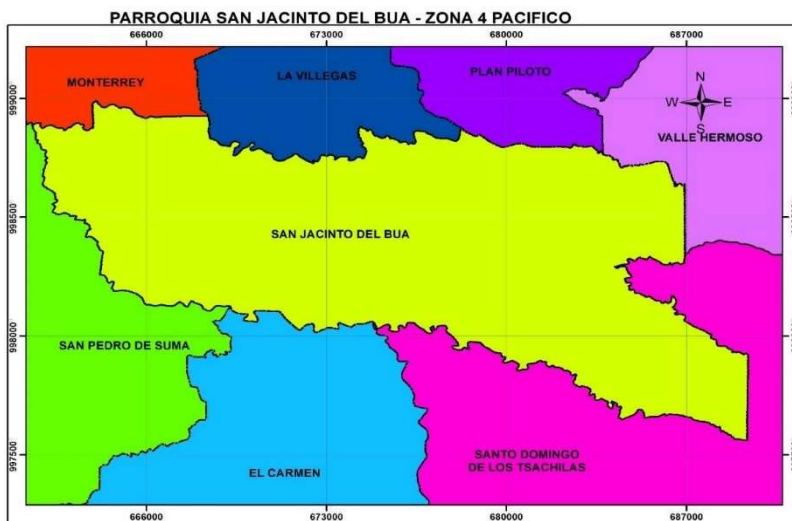 PARROQUIA SAN JACINTO DEL BUA - ZONA 4 PACIFICO
666000 673000 680000 687000
MONTERREY
LA VILLEGAS
PLAN PILOTO
N
W E
S
VALLE HERMOSO
999000
998500
SAN JACINTO DEL BUA
998000
SAN PEDRO DE SUMA
997500
EL CARMEN
SANTO DOMINGO
DE LOS TSACHILAS
666000 673000 680000 687000